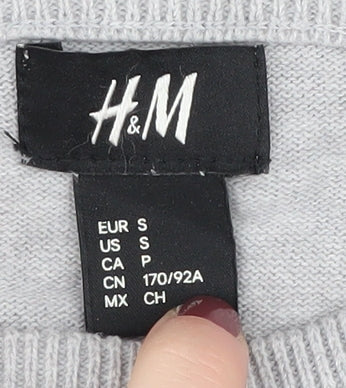 H&M
EUR S
US S
CA P
CN 170/92A
MX CH